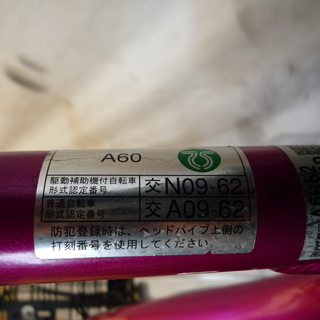 A60
駆動補助機付自転車
形式認定番号
交N09-62
普通自転車
形式認定番号
交A09-62
防犯登録時は、ヘッドパイプ上側の
打刻番号を使用してください。